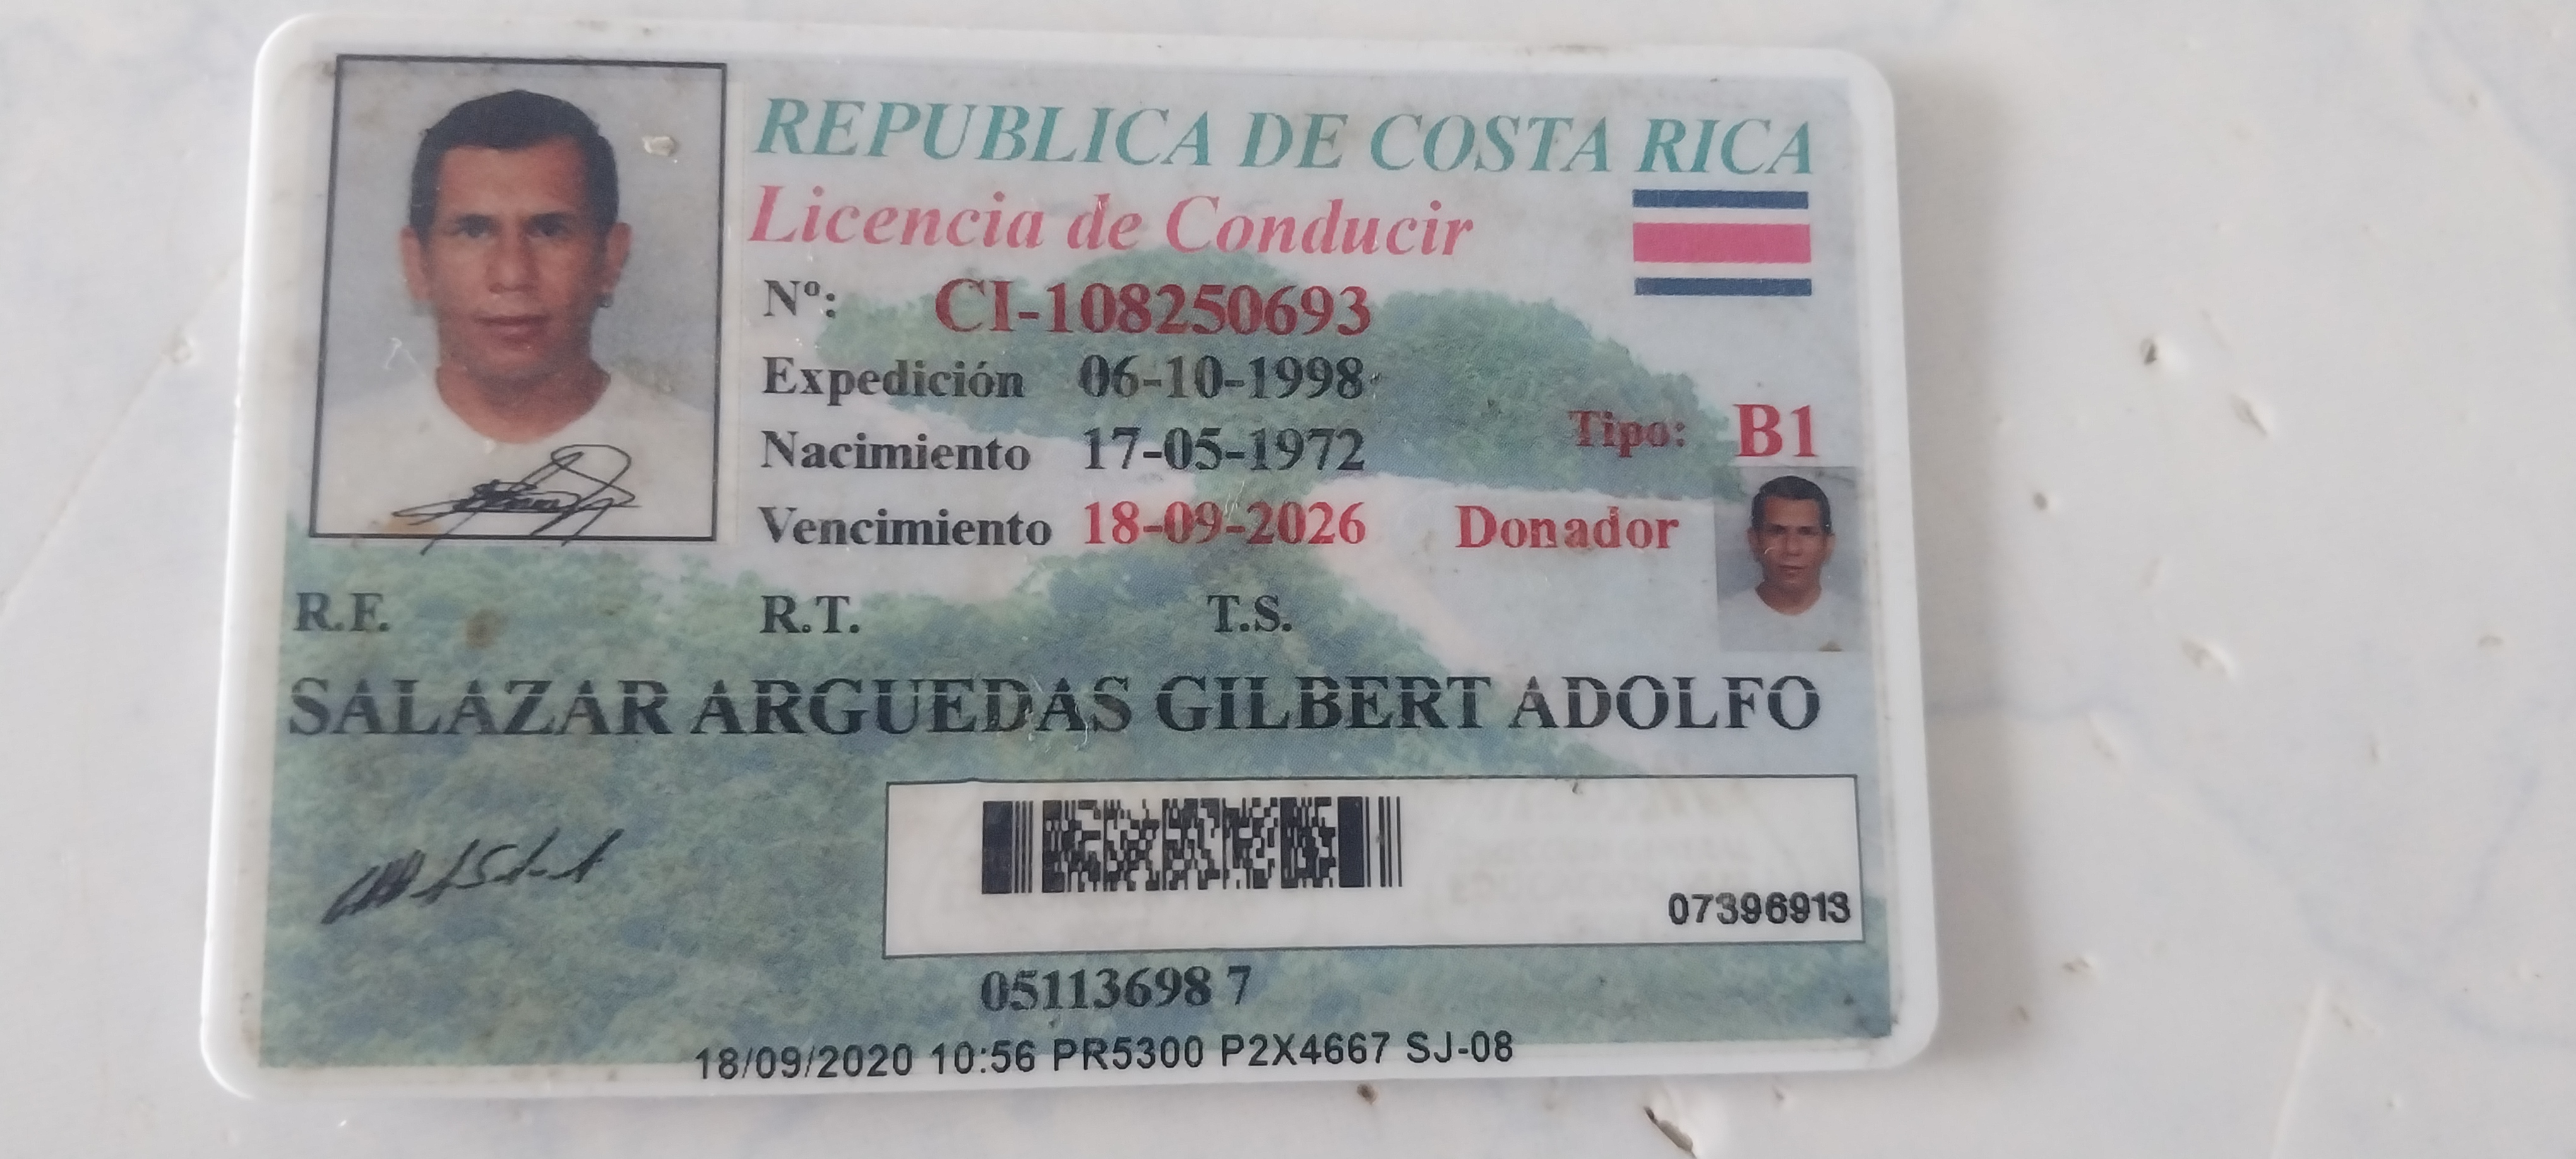 REPUBLICA DE COSTA RICA
Licencia de Conducir
Nº: CI-108250693
Expedición 06-10-1998
Nacimiento 17-05-1972
Tipo: B1
Vencimiento 18-09-2026 Donador
R.F. R.T. T.S.
SALAZAR ARGUEDAS GILBERT ADOLFO
07396913
05113698 7
18/09/2020 10:56 PR5300 P2X4667 SJ-08